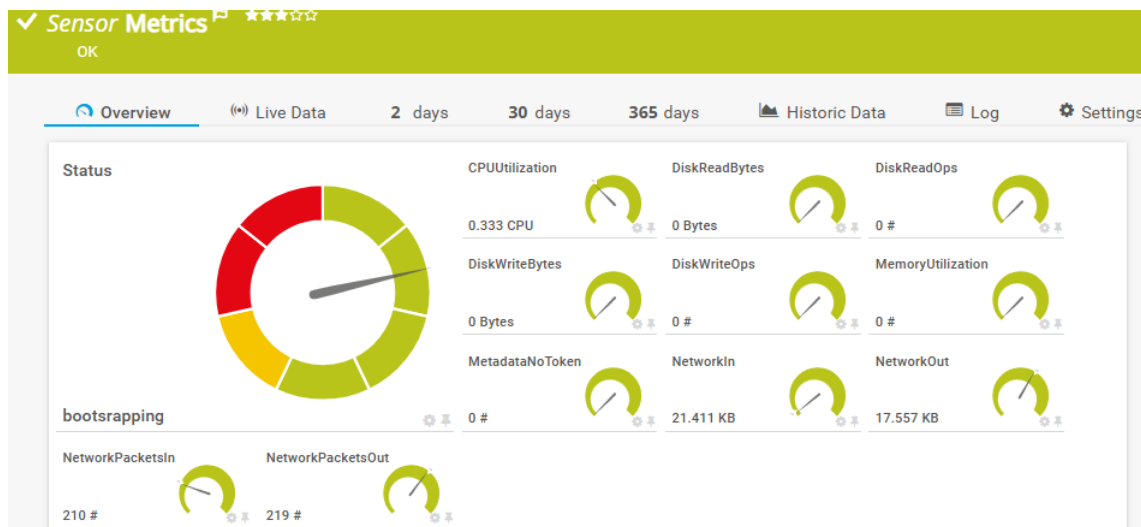 Sensor Metrics
OK
Overview
Live Data
2 days
30 days
365 days
Historic Data
Log
Settings
Status
bootsrapping
CPUUtilization
0.333 CPU
DiskReadBytes
0 Bytes
DiskReadOps
0 #
DiskWriteBytes
0 Bytes
DiskWriteOps
0 #
MemoryUtilization
0 #
MetadataNoToken
0 #
NetworkIn
21.411 KB
NetworkOut
17.557 KB
NetworkPacketsIn
210 #
NetworkPacketsOut
219 #